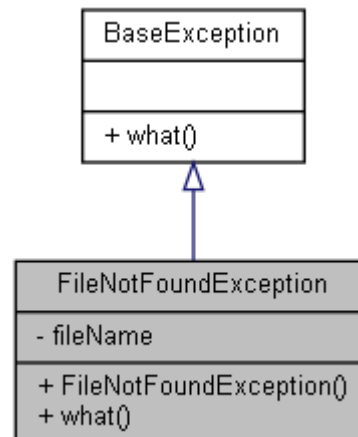 BaseException
+ what()
FileNotFoundException
- fileName
+ FileNotFoundException()
+ what()